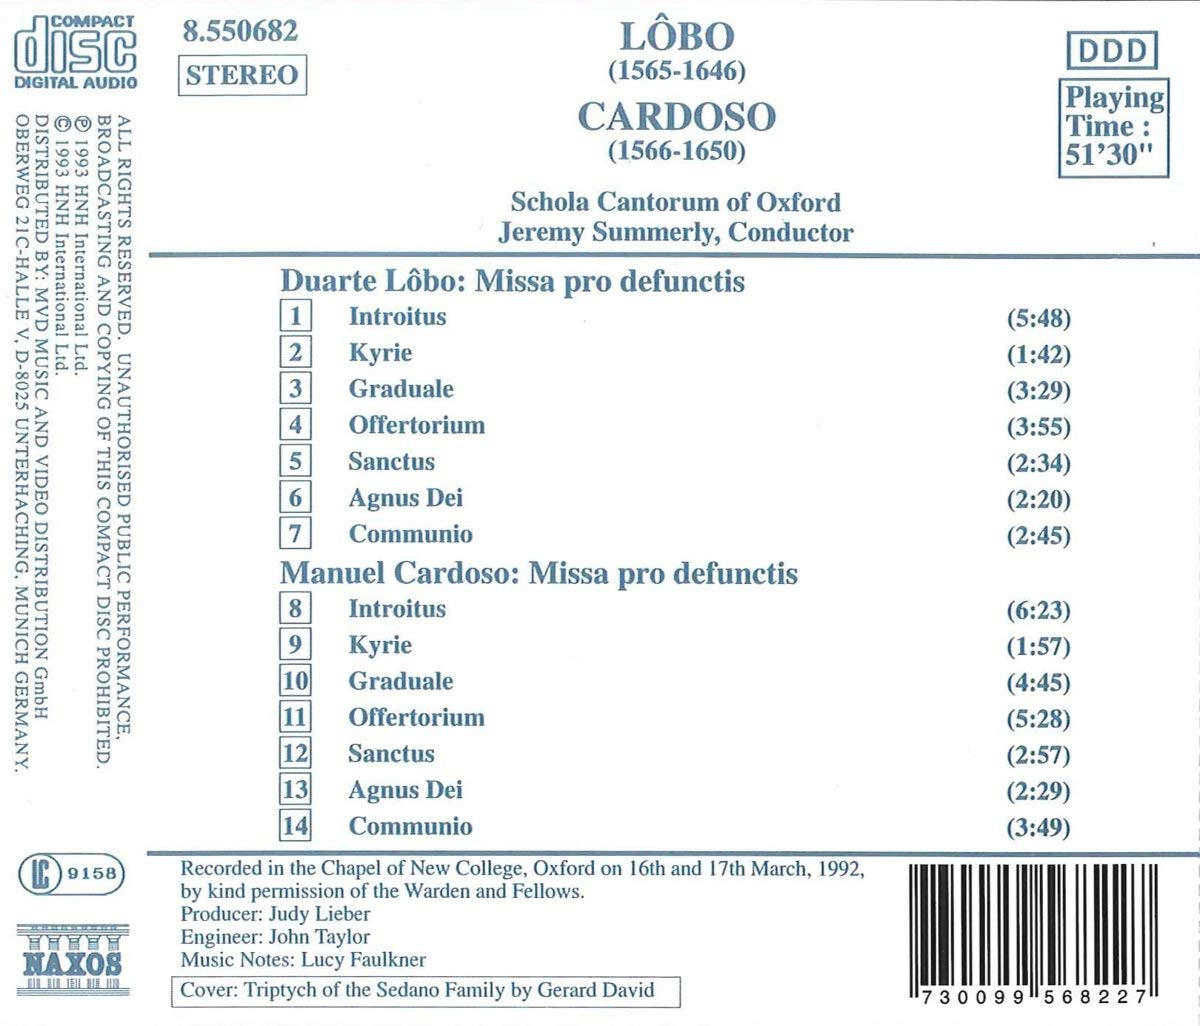 COMPACT
disc
DIGITAL AUDIO
8.550682
STEREO
LÔBO
(1565-1646)
CARDOSO
(1566-1650)
DDD
Playing
Time :
51'30"
Schola Cantorum of Oxford
Jeremy Summerly, Conductor
Duarte Lôbo: Missa pro defunctis
1 Introitus (5:48)
2 Kyrie (1:42)
3 Graduale (3:29)
4 Offertorium (3:55)
5 Sanctus (2:34)
6 Agnus Dei (2:20)
7 Communio (2:45)
Manuel Cardoso: Missa pro defunctis
8 Introitus (6:23)
9 Kyrie (1:57)
10 Graduale (4:45)
11 Offertorium (5:28)
12 Sanctus (2:57)
13 Agnus Dei (2:29)
14 Communio (3:49)
ALL RIGHTS RESERVED. UNAUTHORISED PUBLIC PERFORMANCE,
BROADCASTING AND COPYING OF THIS COMPACT DISC PROHIBITED.
℗ 1993 HNH International Ltd.
© 1993 HNH International Ltd.
DISTRIBUTED BY: MVD MUSIC AND VIDEO DISTRIBUTION GmbH
OBERWEG 21C-HALLE V, D-8025 UNTERHACHING, MUNICH GERMANY.
LC 9158
NAXOS
Recorded in the Chapel of New College, Oxford on 16th and 17th March, 1992,
by kind permission of the Warden and Fellows.
Producer: Judy Lieber
Engineer: John Taylor
Music Notes: Lucy Faulkner
Cover: Triptych of the Sedano Family by Gerard David
730099568227